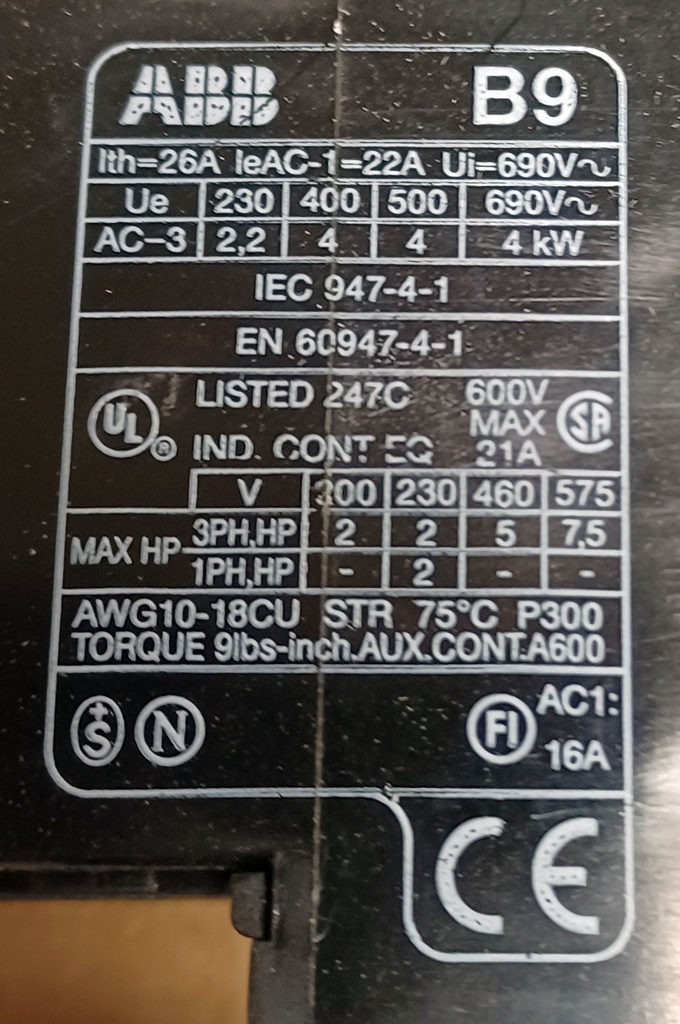 ABB B9
Ith=26A IeAC-1=22A Ui=690V~
Ue 230 400 500 690V~
AC-3 2,2 4 4 4 kW
IEC 947-4-1
EN 60947-4-1
UL ® LISTED 247C 600V
MAX SA
IND. CONT EQ 21A
V 200 230 460 575
MAX HP 3PH,HP 2 2 5 7,5
1PH,HP - 2 - -
AWG10-18CU STR 75°C P300
TORQUE 9lbs-inch.AUX.CONT.A600
+S N FI AC1:
16A
CE